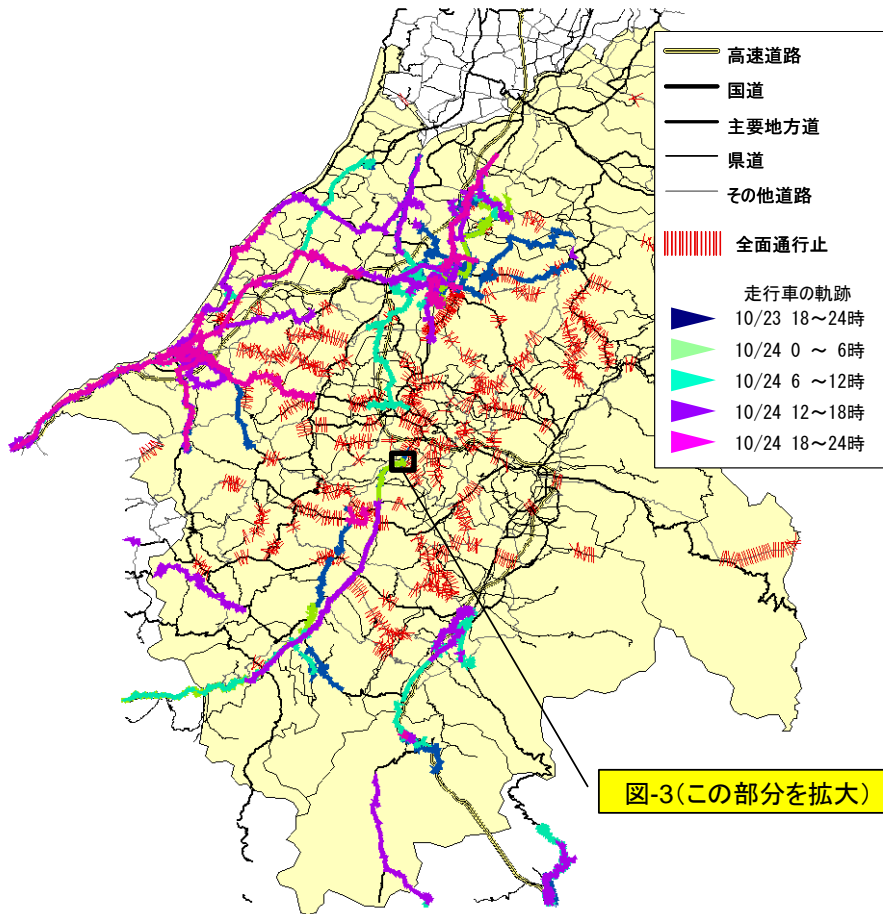 高速道路
国道
主要地方道
県道
その他道路
全面通行止
走行車の軌跡
10/23 18～24時
10/24 0 ～ 6時
10/24 6 ～12時
10/24 12～18時
10/24 18～24時
図-3(この部分を拡大)